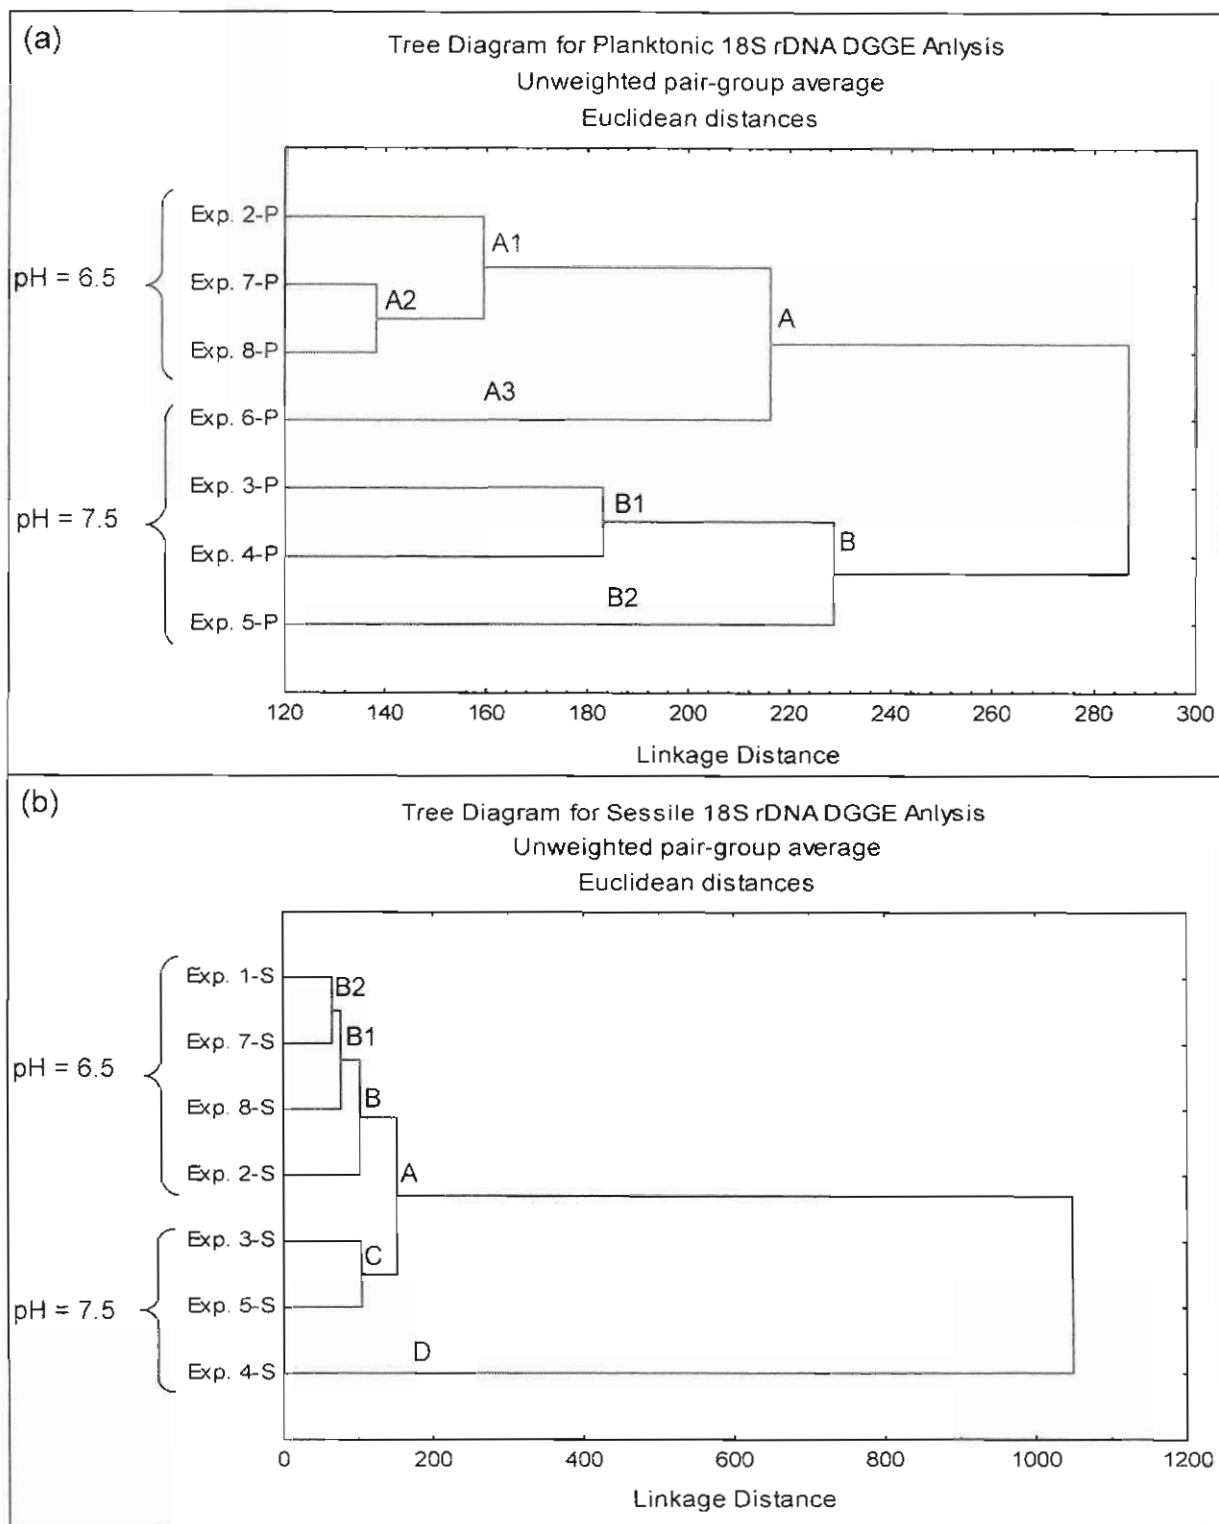 (a)
Tree Diagram for Planktonic 18S rDNA DGGE Anlysis
Unweighted pair-group average
Euclidean distances
Exp. 2-P
A1
pH = 6.5
Exp. 7-P
A2
A
Exp. 8-P
A3
Exp. 6-P
Exp. 3-P
pH = 7.5
B1
Exp. 4-P
B
B2
Exp. 5-P
120 140 160 180 200 220 240 260 280 300
Linkage Distance
(b)
Tree Diagram for Sessile 18S rDNA DGGE Anlysis
Unweighted pair-group average
Euclidean distances
Exp. 1-S
B2
Exp. 7-S
B1
pH = 6.5
Exp. 8-S
B
Exp. 2-S
A
Exp. 3-S
C
pH = 7.5
Exp. 5-S
D
Exp. 4-S
0 200 400 600 800 1000 1200
Linkage Distance